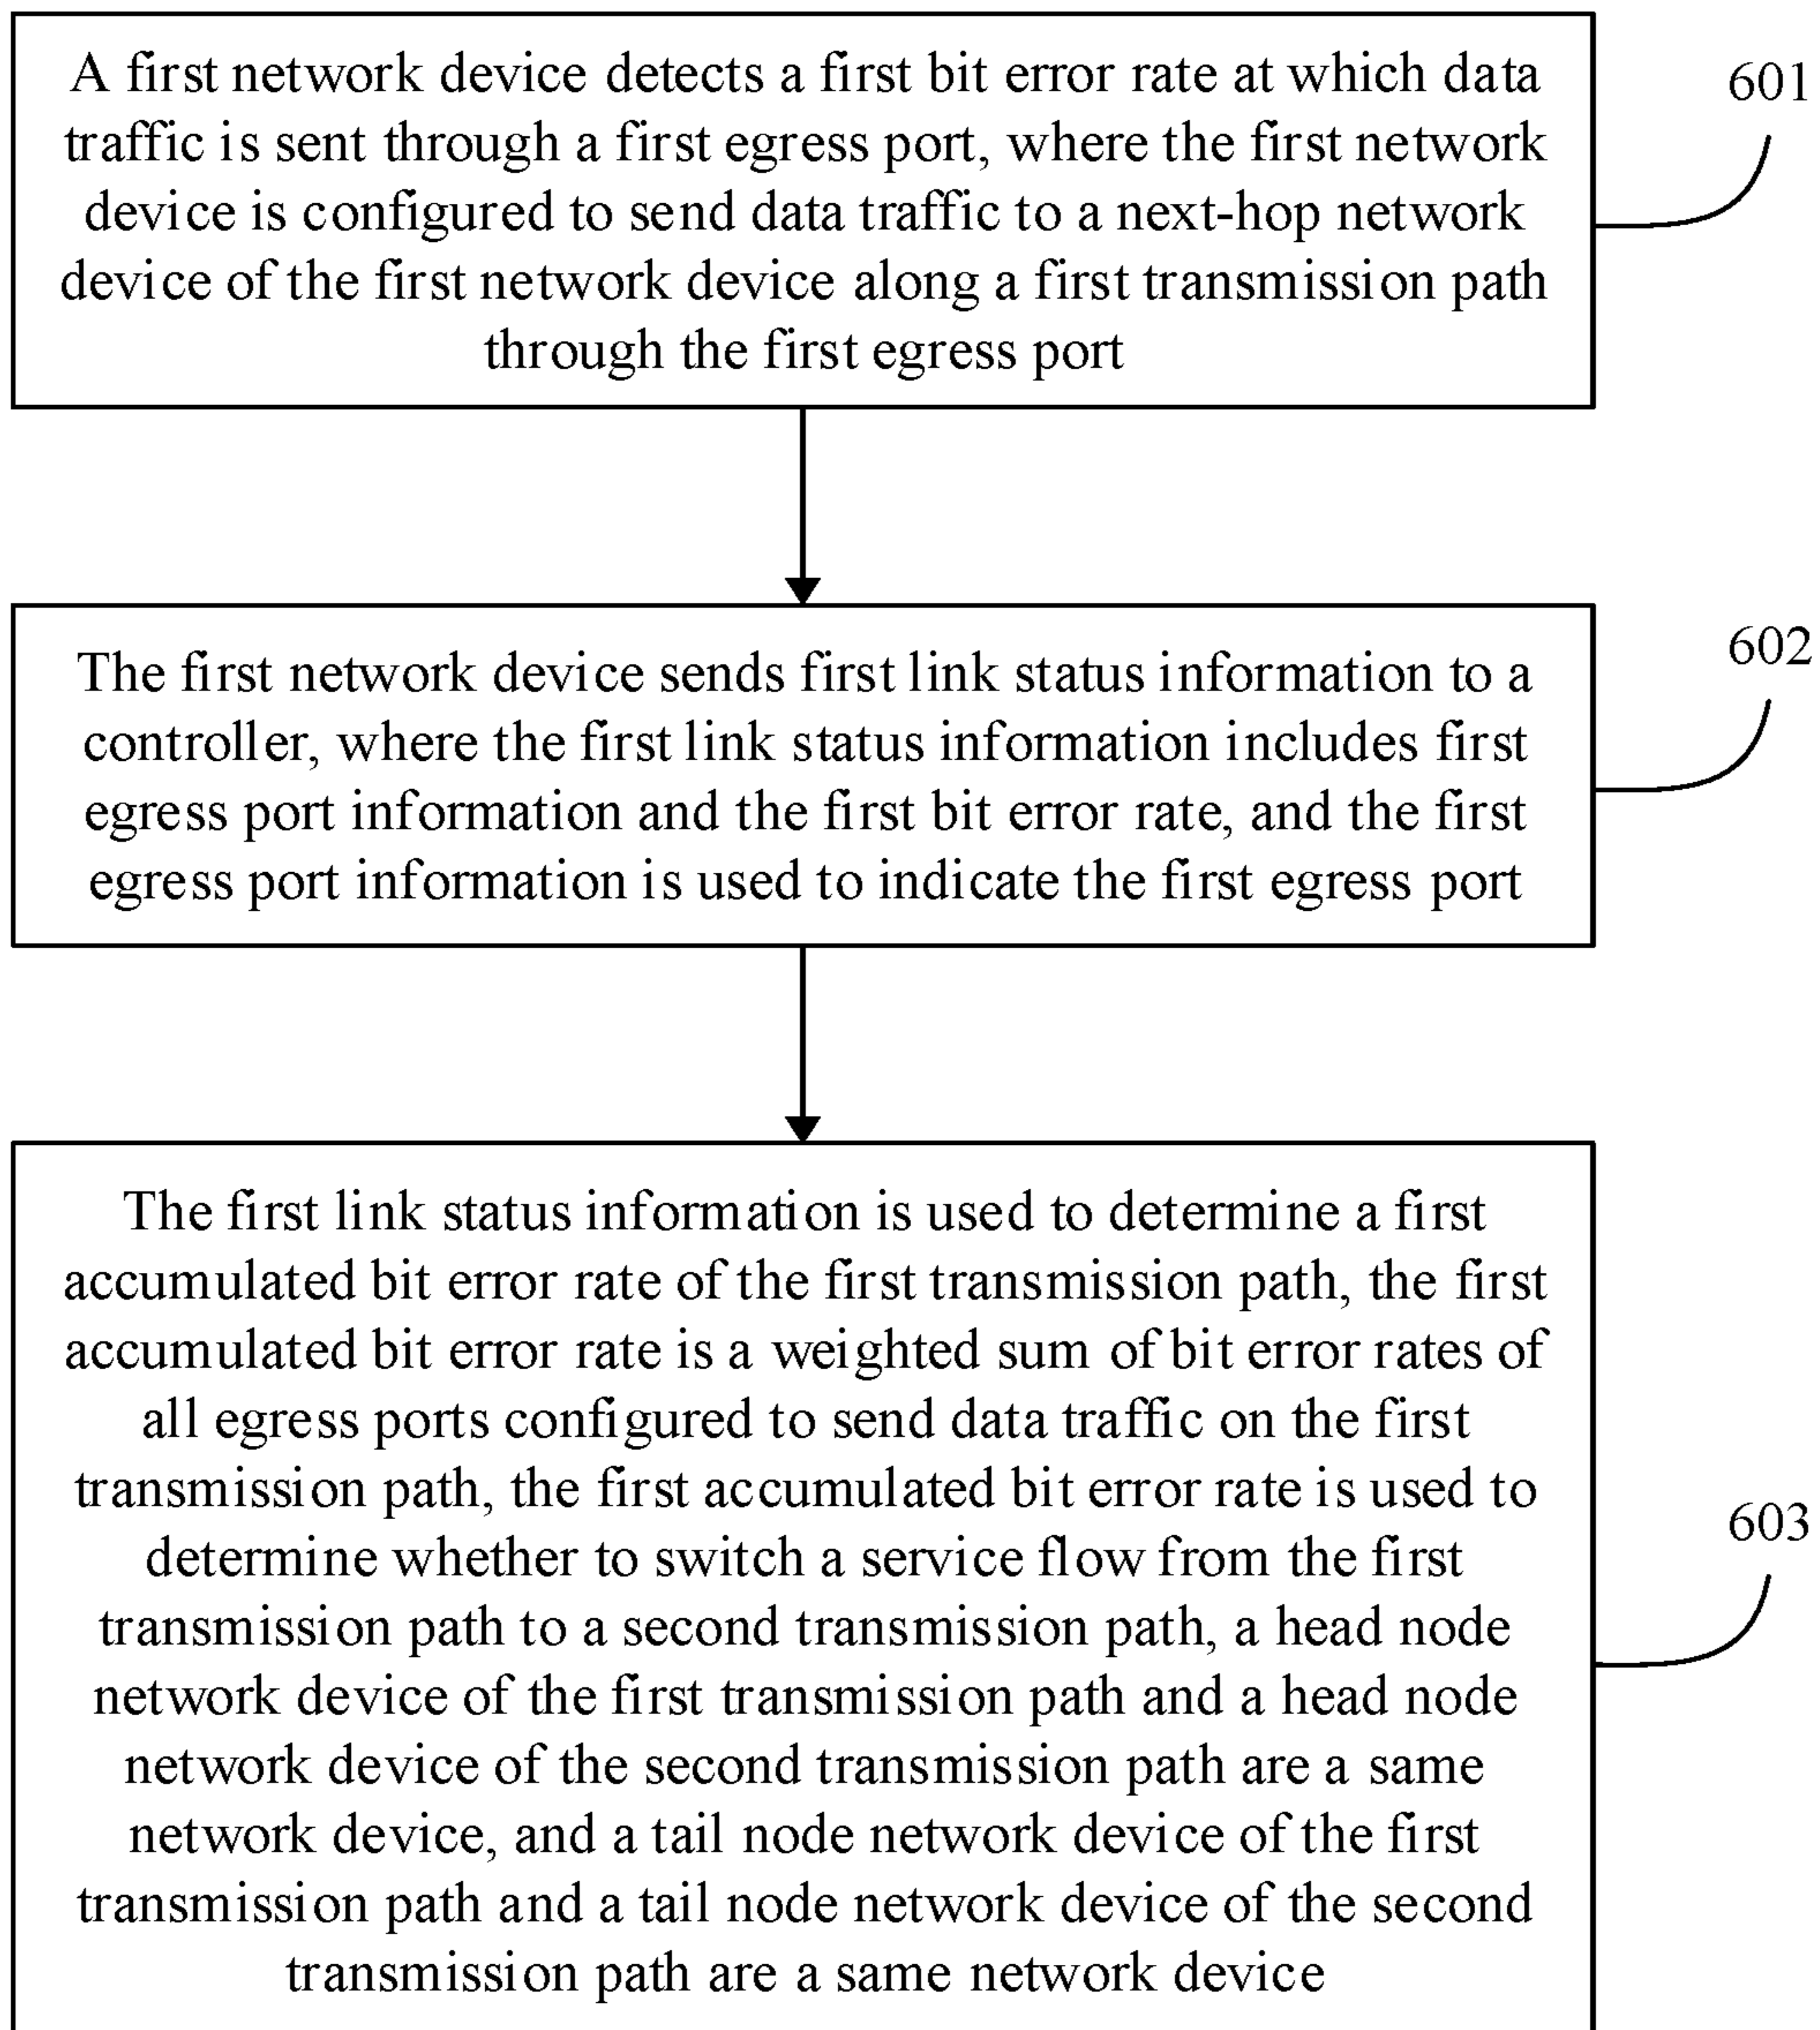 A first network device detects a first bit error rate at which data
traffic is sent through a first egress port, where the first network
device is configured to send data traffic to a next-hop network
device of the first network device along a first transmission path
through the first egress port
601
The first network device sends first link status information to a
controller, where the first link status information includes first
egress port information and the first bit error rate, and the first
egress port information is used to indicate the first egress port
602
The first link status information is used to determine a first
accumulated bit error rate of the first transmission path, the first
accumulated bit error rate is a weighted sum of bit error rates of
all egress ports configured to send data traffic on the first
transmission path, the first accumulated bit error rate is used to
determine whether to switch a service flow from the first
transmission path to a second transmission path, a head node
network device of the first transmission path and a head node
network device of the second transmission path are a same
network device, and a tail node network device of the first
transmission path and a tail node network device of the second
transmission path are a same network device
603